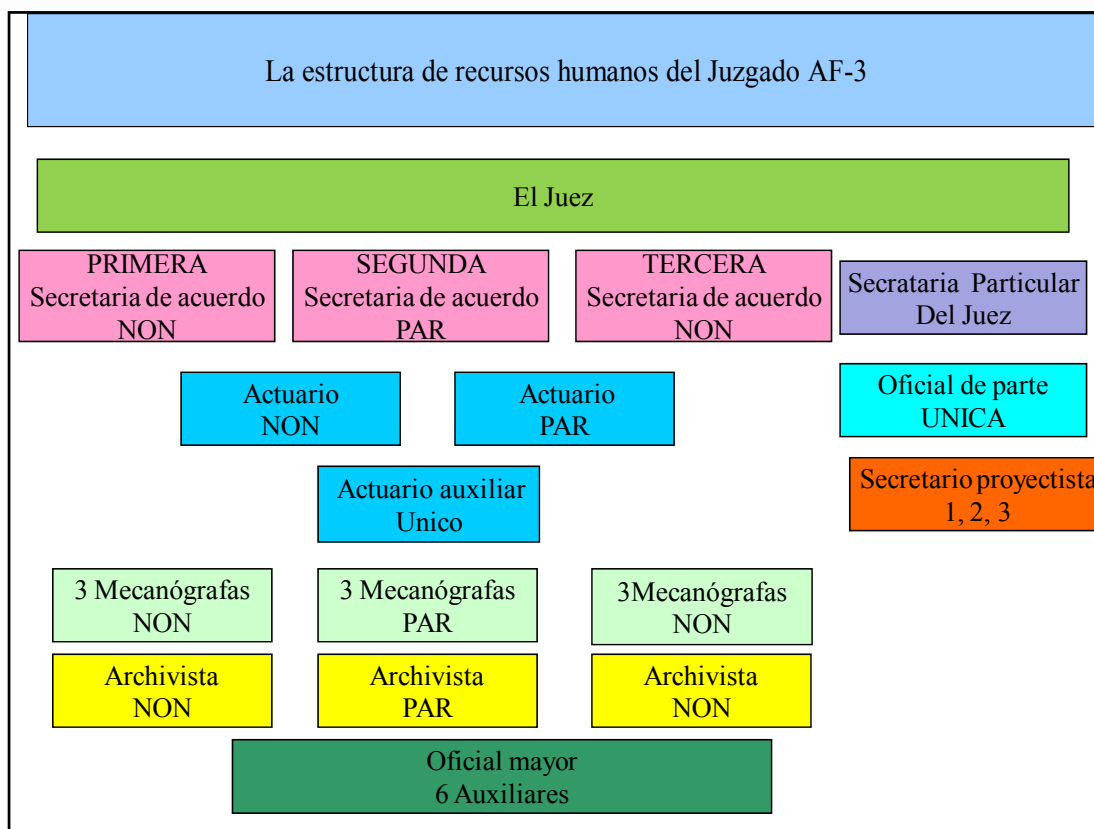 La estructura de recursos humanos del Juzgado AF-3
El Juez
PRIMERA
Secretaria de acuerdo
NON
SEGUNDA
Secretaria de acuerdo
PAR
TERCERA
Secretaria de acuerdo
NON
Secrataria Particular
Del Juez
Actuario
NON
Actuario
PAR
Oficial de parte
UNICA
Actuario auxiliar
Unico
Secretario proyectista
1, 2, 3
3 Mecanógrafas
NON
3 Mecanógrafas
PAR
3Mecanógrafas
NON
Archivista
NON
Archivista
PAR
Archivista
NON
Oficial mayor
6 Auxiliares